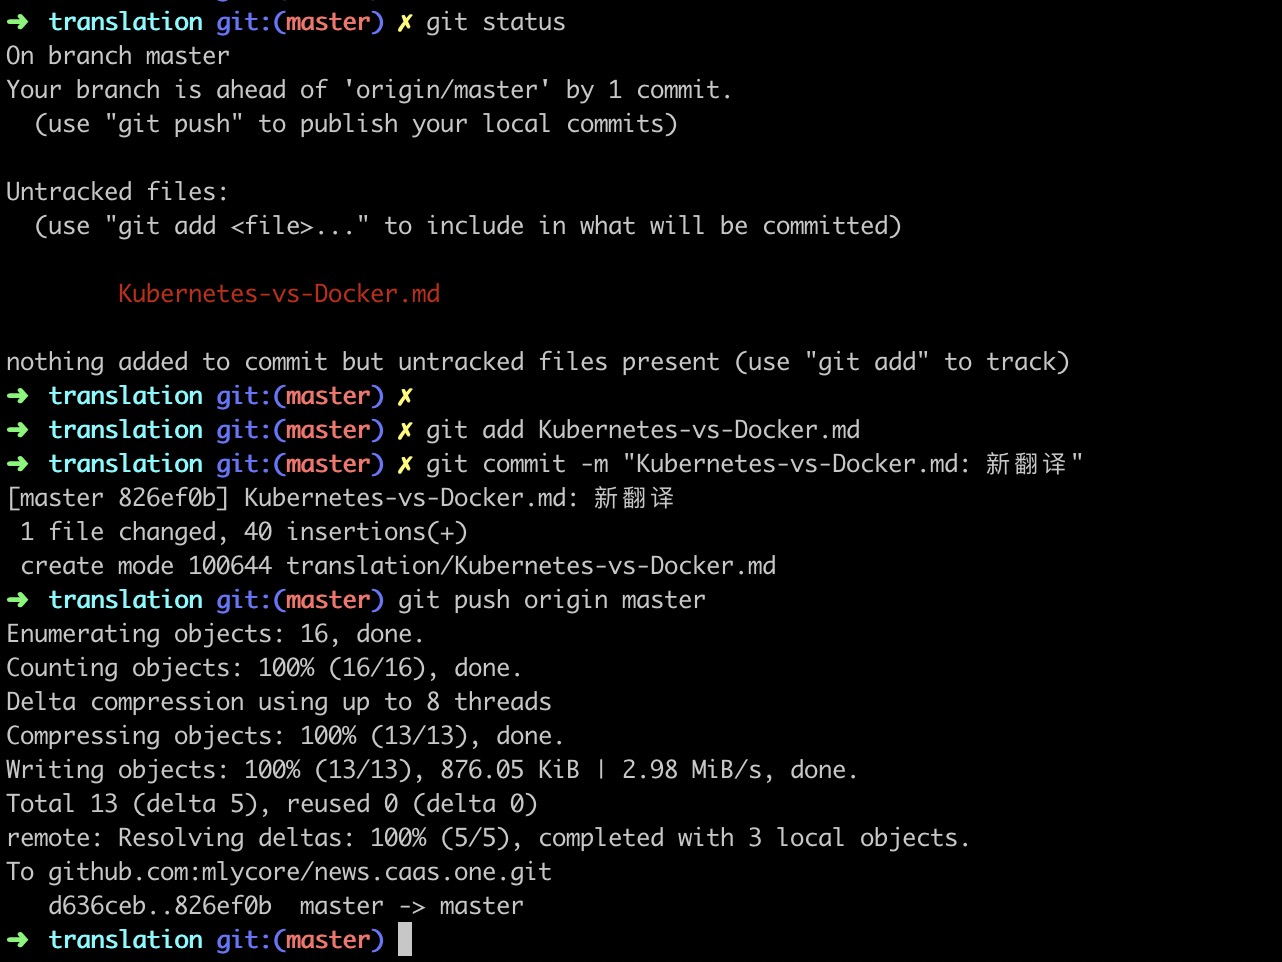 ➜ translation git:(master) ✗ git status
On branch master
Your branch is ahead of 'origin/master' by 1 commit.
(use "git push" to publish your local commits)
Untracked files:
(use "git add <file>..." to include in what will be committed)
Kubernetes-vs-Docker.md
nothing added to commit but untracked files present (use "git add" to track)
➜ translation git:(master) ✗
➜ translation git:(master) ✗ git add Kubernetes-vs-Docker.md
➜ translation git:(master) ✗ git commit -m "Kubernetes-vs-Docker.md: 新翻译"
[master 826ef0b] Kubernetes-vs-Docker.md: 新翻译
1 file changed, 40 insertions(+)
create mode 100644 translation/Kubernetes-vs-Docker.md
➜ translation git:(master) git push origin master
Enumerating objects: 16, done.
Counting objects: 100% (16/16), done.
Delta compression using up to 8 threads
Compressing objects: 100% (13/13), done.
Writing objects: 100% (13/13), 876.05 KiB | 2.98 MiB/s, done.
Total 13 (delta 5), reused 0 (delta 0)
remote: Resolving deltas: 100% (5/5), completed with 3 local objects.
To github.com:mlycore/news.caas.one.git
d636ceb..826ef0b master -> master
➜ translation git:(master)